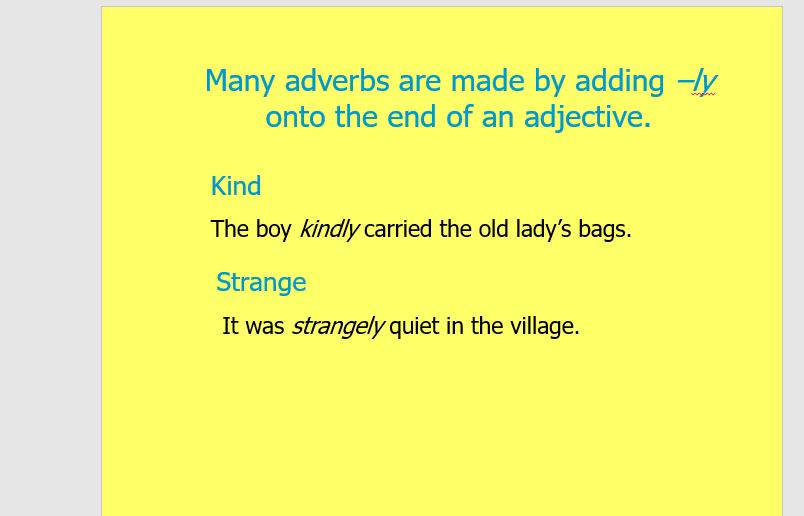 Many adverbs are made by adding –ly
onto the end of an adjective.
Kind
The boy kindly carried the old lady’s bags.
Strange
It was strangely quiet in the village.